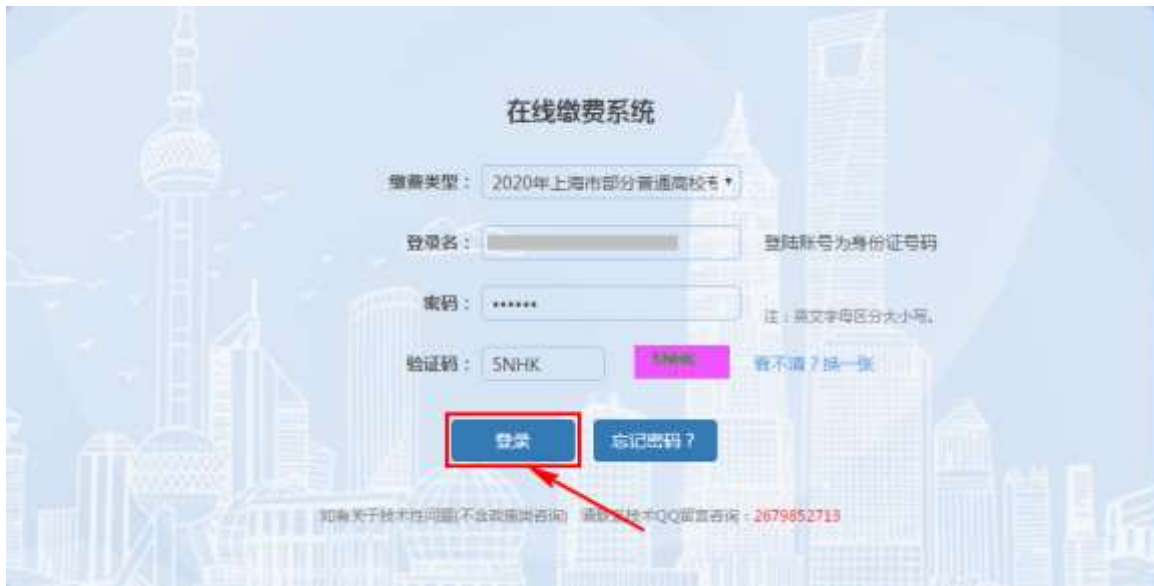 在线缴费系统
缴费类型： 2020年上海市部分普通高校专
登录名： 登陆账号为身份证号码
密码： •••••• 注：英文字母区分大小写。
验证码： 5NHK 5NHK 看不清？换一张
登录 忘记密码？
如有关于技术性问题(不含政策类咨询) 请联系技术QQ留言咨询：2679852713